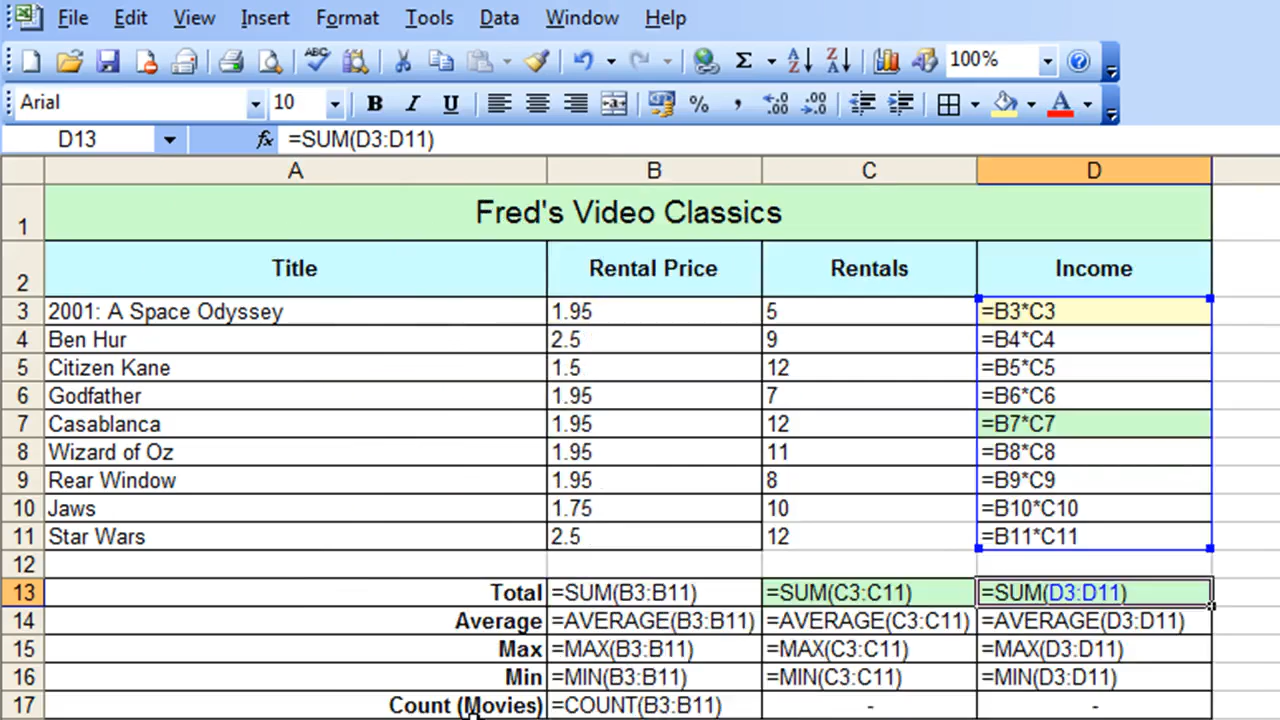 File Edit View Insert Format Tools Data Window Help
ABC Σ A Z Z A 100% ?
Arial 10 B I U a % , .0 .00 .00 .0 A
D13 fx =SUM(D3:D11)
A B C D
1 Fred's Video Classics
2 Title Rental Price Rentals Income
3 2001: A Space Odyssey 1.95 5 =B3*C3
4 Ben Hur 2.5 9 =B4*C4
5 Citizen Kane 1.5 12 =B5*C5
6 Godfather 1.95 7 =B6*C6
7 Casablanca 1.95 12 =B7*C7
8 Wizard of Oz 1.95 11 =B8*C8
9 Rear Window 1.95 8 =B9*C9
10 Jaws 1.75 10 =B10*C10
11 Star Wars 2.5 12 =B11*C11
12
13 Total =SUM(B3:B11) =SUM(C3:C11) =SUM(D3:D11)
14 Average =AVERAGE(B3:B11) =AVERAGE(C3:C11) =AVERAGE(D3:D11)
15 Max =MAX(B3:B11) =MAX(C3:C11) =MAX(D3:D11)
16 Min =MIN(B3:B11) =MIN(C3:C11) =MIN(D3:D11)
17 Count (Movies) =COUNT(B3:B11) - -